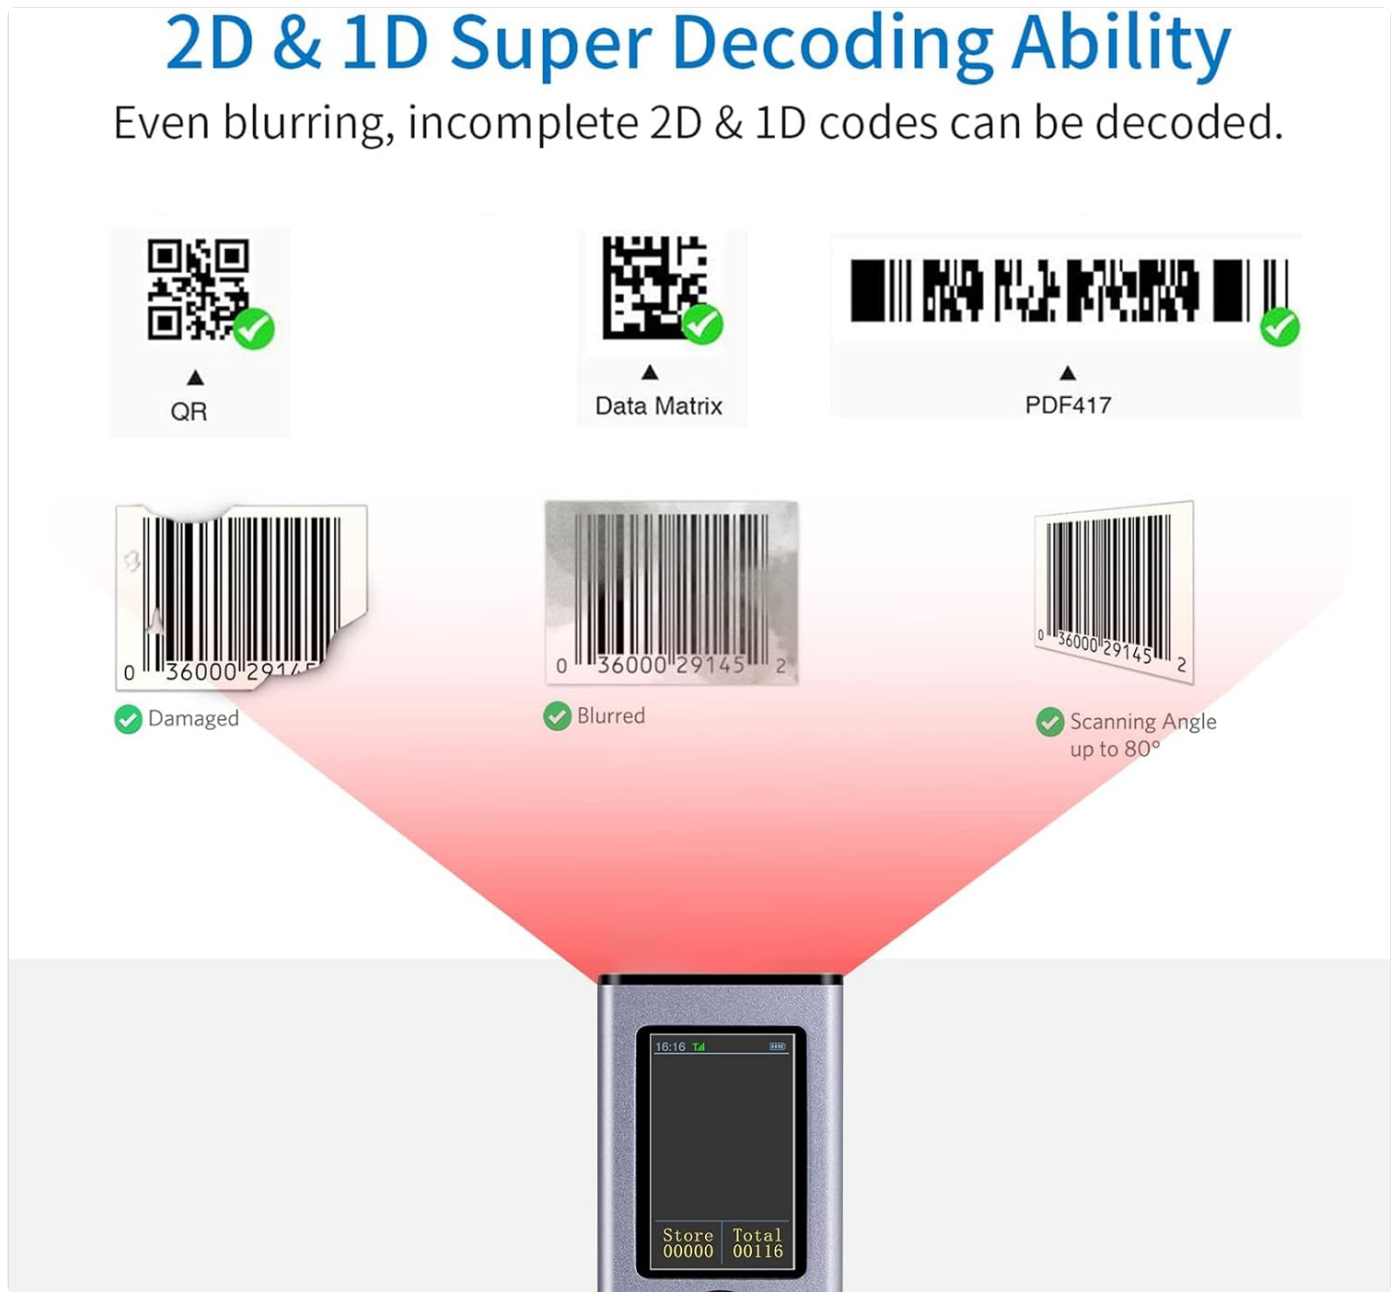 2D & 1D Super Decoding Ability
Even blurring, incomplete 2D & 1D codes can be decoded.
QR
Data Matrix
PDF417
0 36000 29145
0 36000 29145 2
0 36000 29145 2
Damaged
Blurred
Scanning Angle
up to 80°
16:16
Store Total
00000 00116